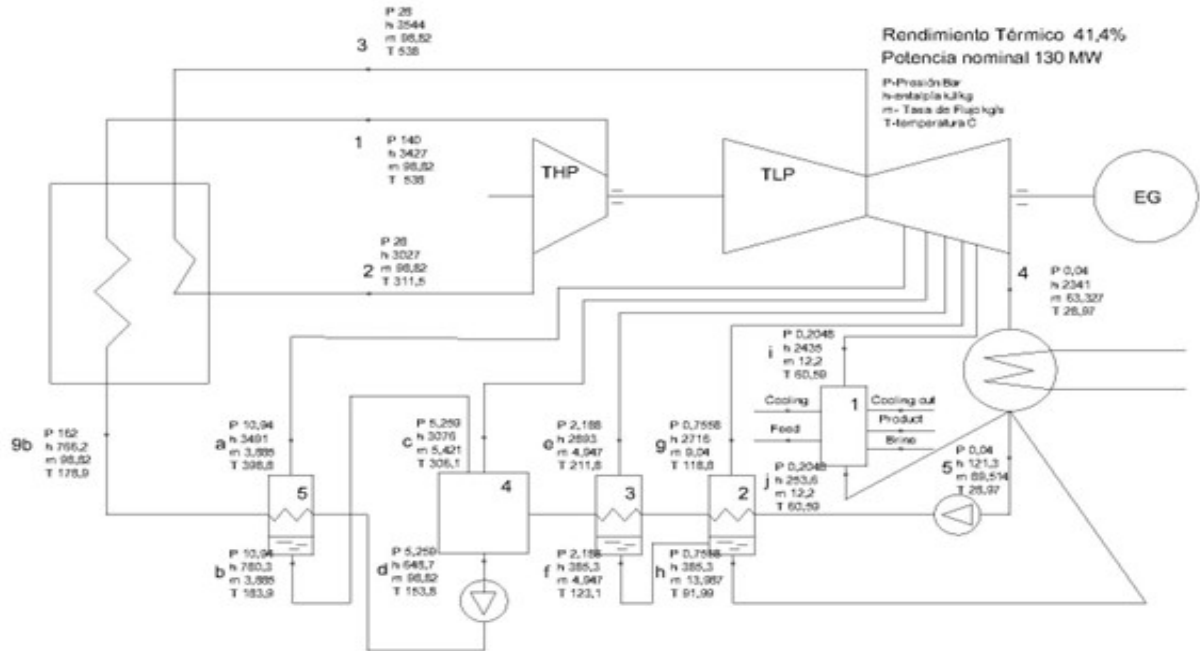 P 28
h 3544
m 98,82
T 538
3
Rendimiento Térmico 41,4%
Potencia nominal 130 MW
P-Presión Bar
h-entalpía kJ/kg
m- Tasa de Flujo kg/s
T-temperatura C
1
P 140
h 3427
m 98,82
T 538
THP
TLP
EG
P 28
h 3027
m 98,82
T 311,5
2
4
P 0,04
h 2341
m 63,327
T 28,97
i
P 0,2048
h 2435
m 12,2
T 60,59
Cooling
Feed
1
Cooling out
Product
Brine
9b
P 162
h 766,2
m 98,82
T 178,9
a
P 10,94
h 3491
m 3,885
T 398,8
c
P 5,259
h 3076
m 5,421
T 306,1
e
P 2,188
h 2893
m 4,947
T 211,8
g
P 0,7558
h 2716
m 9,04
T 118,8
j
P 0,2048
h 253,6
m 12,2
T 60,59
5
P 0,04
h 121,3
m 89,514
T 28,97
5
4
3
2
b
P 10,94
h 780,3
m 3,885
T 183,9
d
P 5,259
h 648,7
m 98,82
T 153,8
f
P 2,188
h 385,3
m 4,947
T 123,1
h
P 0,7558
h 385,3
m 13,987
T 91,99